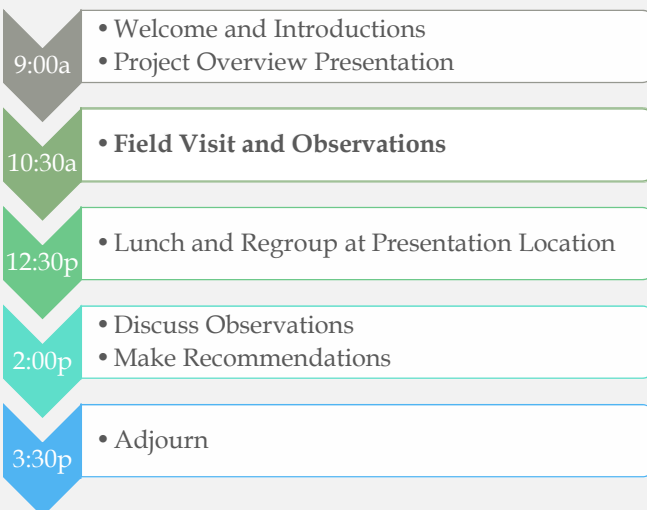 9:00a
• Welcome and Introductions
• Project Overview Presentation
10:30a
• Field Visit and Observations
12:30p
• Lunch and Regroup at Presentation Location
2:00p
• Discuss Observations
• Make Recommendations
3:30p
• Adjourn